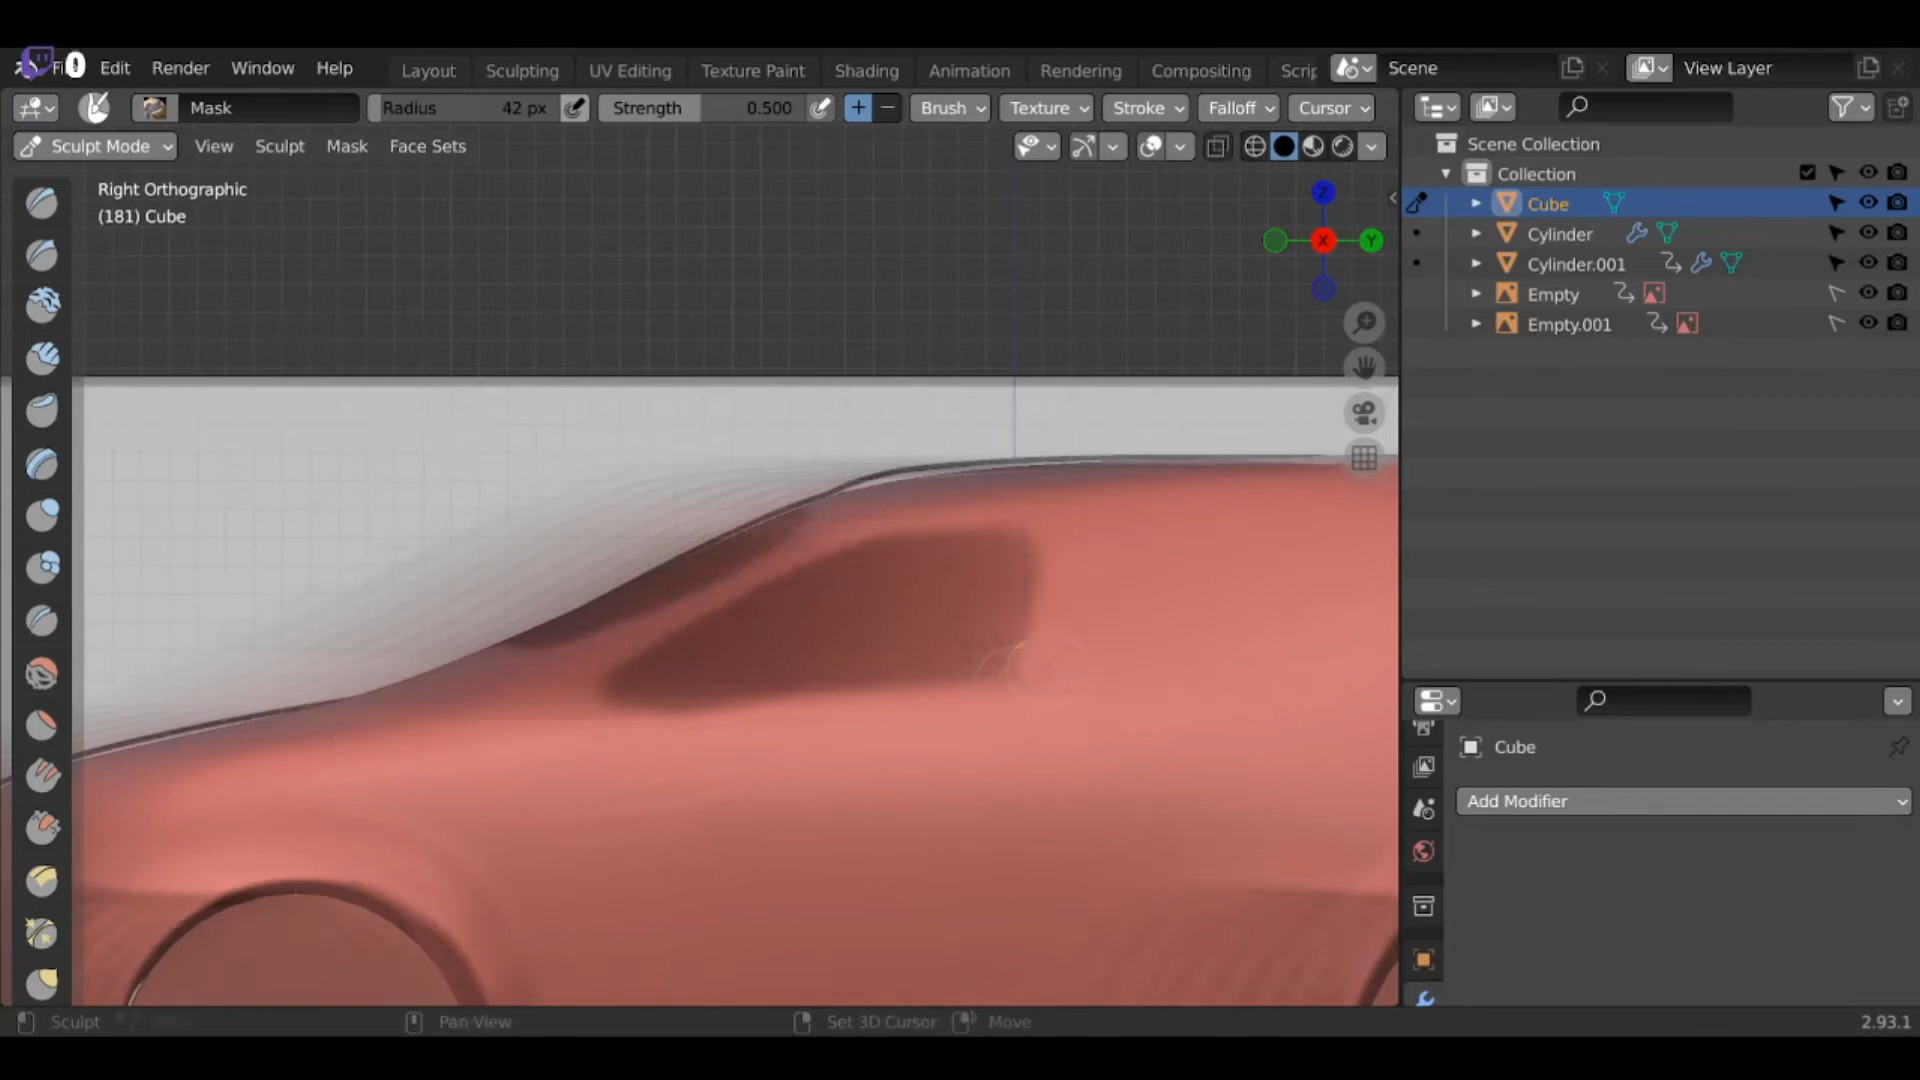 0 Edit Render Window Help Layout Sculpting UV Editing Texture Paint Shading Animation Rendering Compositing Scrip Scene View Layer
Mask Radius 42 px Strength 0.500 + − Brush Texture Stroke Falloff Cursor
Sculpt Mode View Sculpt Mask Face Sets
Right Orthographic
(181) Cube
Z
X
Y
Scene Collection
Collection
Cube
Cylinder
Cylinder.001
Empty
Empty.001
Cube
Add Modifier
Sculpt Pan View Set 3D Cursor Move 2.93.1